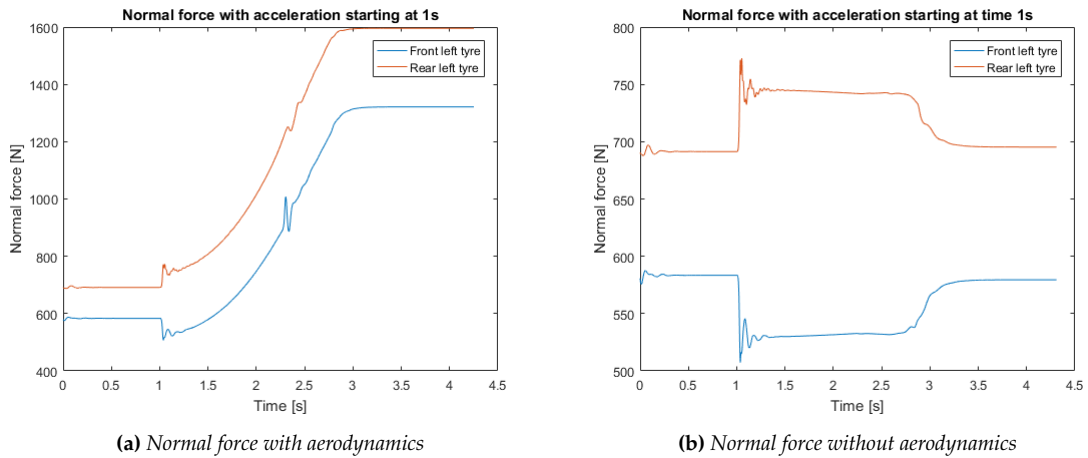 Normal force with acceleration starting at 1s
1600
1400
1200
1000
800
600
400
Normal force [N]
0 0.5 1 1.5 2 2.5 3 3.5 4 4.5
Time [s]
Front left tyre
Rear left tyre
(a) Normal force with aerodynamics
Normal force with acceleration starting at time 1s
800
750
700
650
600
550
500
Normal force [N]
0 0.5 1 1.5 2 2.5 3 3.5 4 4.5
Time [s]
Front left tyre
Rear left tyre
(b) Normal force without aerodynamics